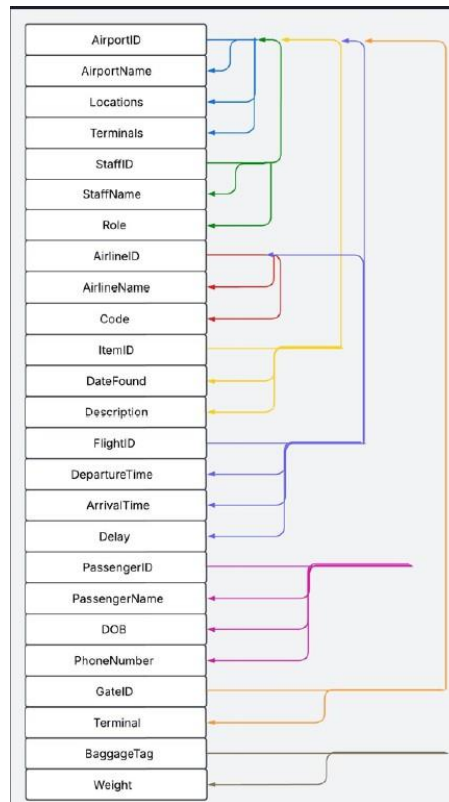 AirportID
AirportName
Locations
Terminals
StaffID
StaffName
Role
AirlineID
AirlineName
Code
ItemID
DateFound
Description
FlightID
DepartureTime
ArrivalTime
Delay
PassengerID
PassengerName
DOB
PhoneNumber
GateID
Terminal
BaggageTag
Weight